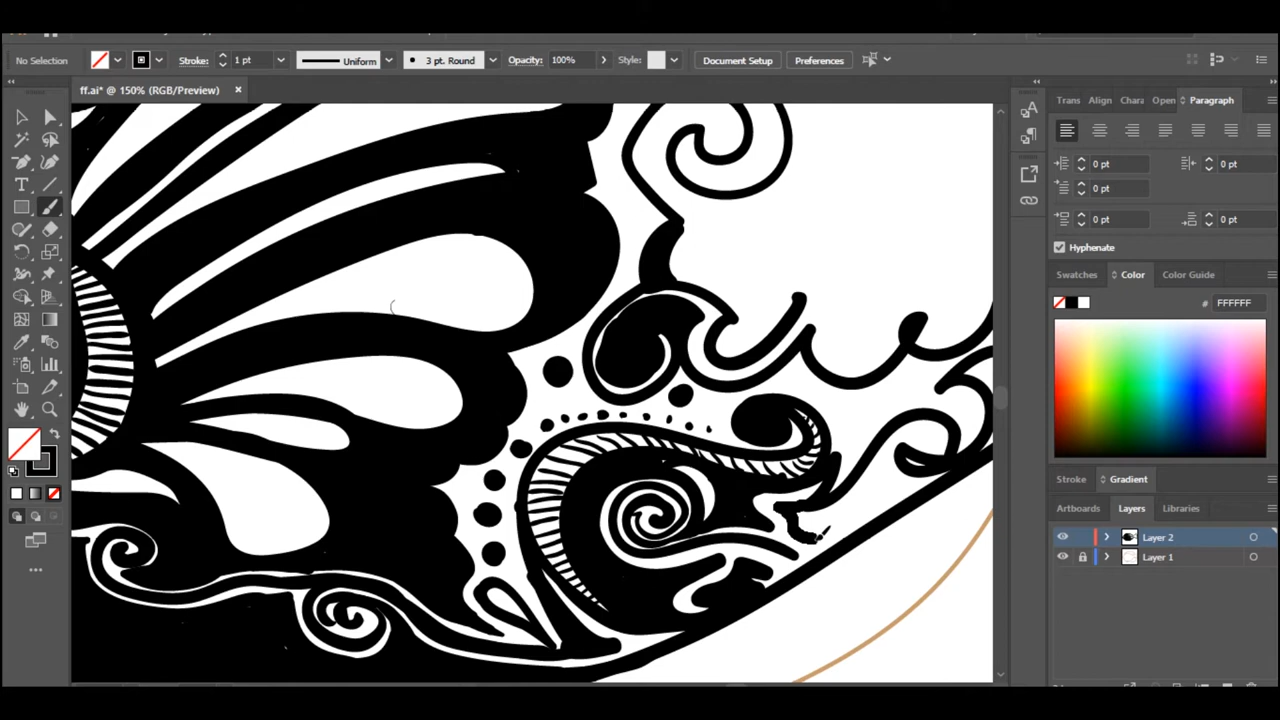 No Selection Stroke: 1 pt Uniform 3 pt. Round Opacity: 100% Style: Document Setup Preferences
ff.ai* @ 150% (RGB/Preview) ×
Trans Align Chara Open Paragraph
0 pt 0 pt
0 pt
0 pt 0 pt
Hyphenate
Swatches Color Color Guide
# FFFFFF
Stroke Gradient
Artboards Layers Libraries
Layer 2
Layer 1